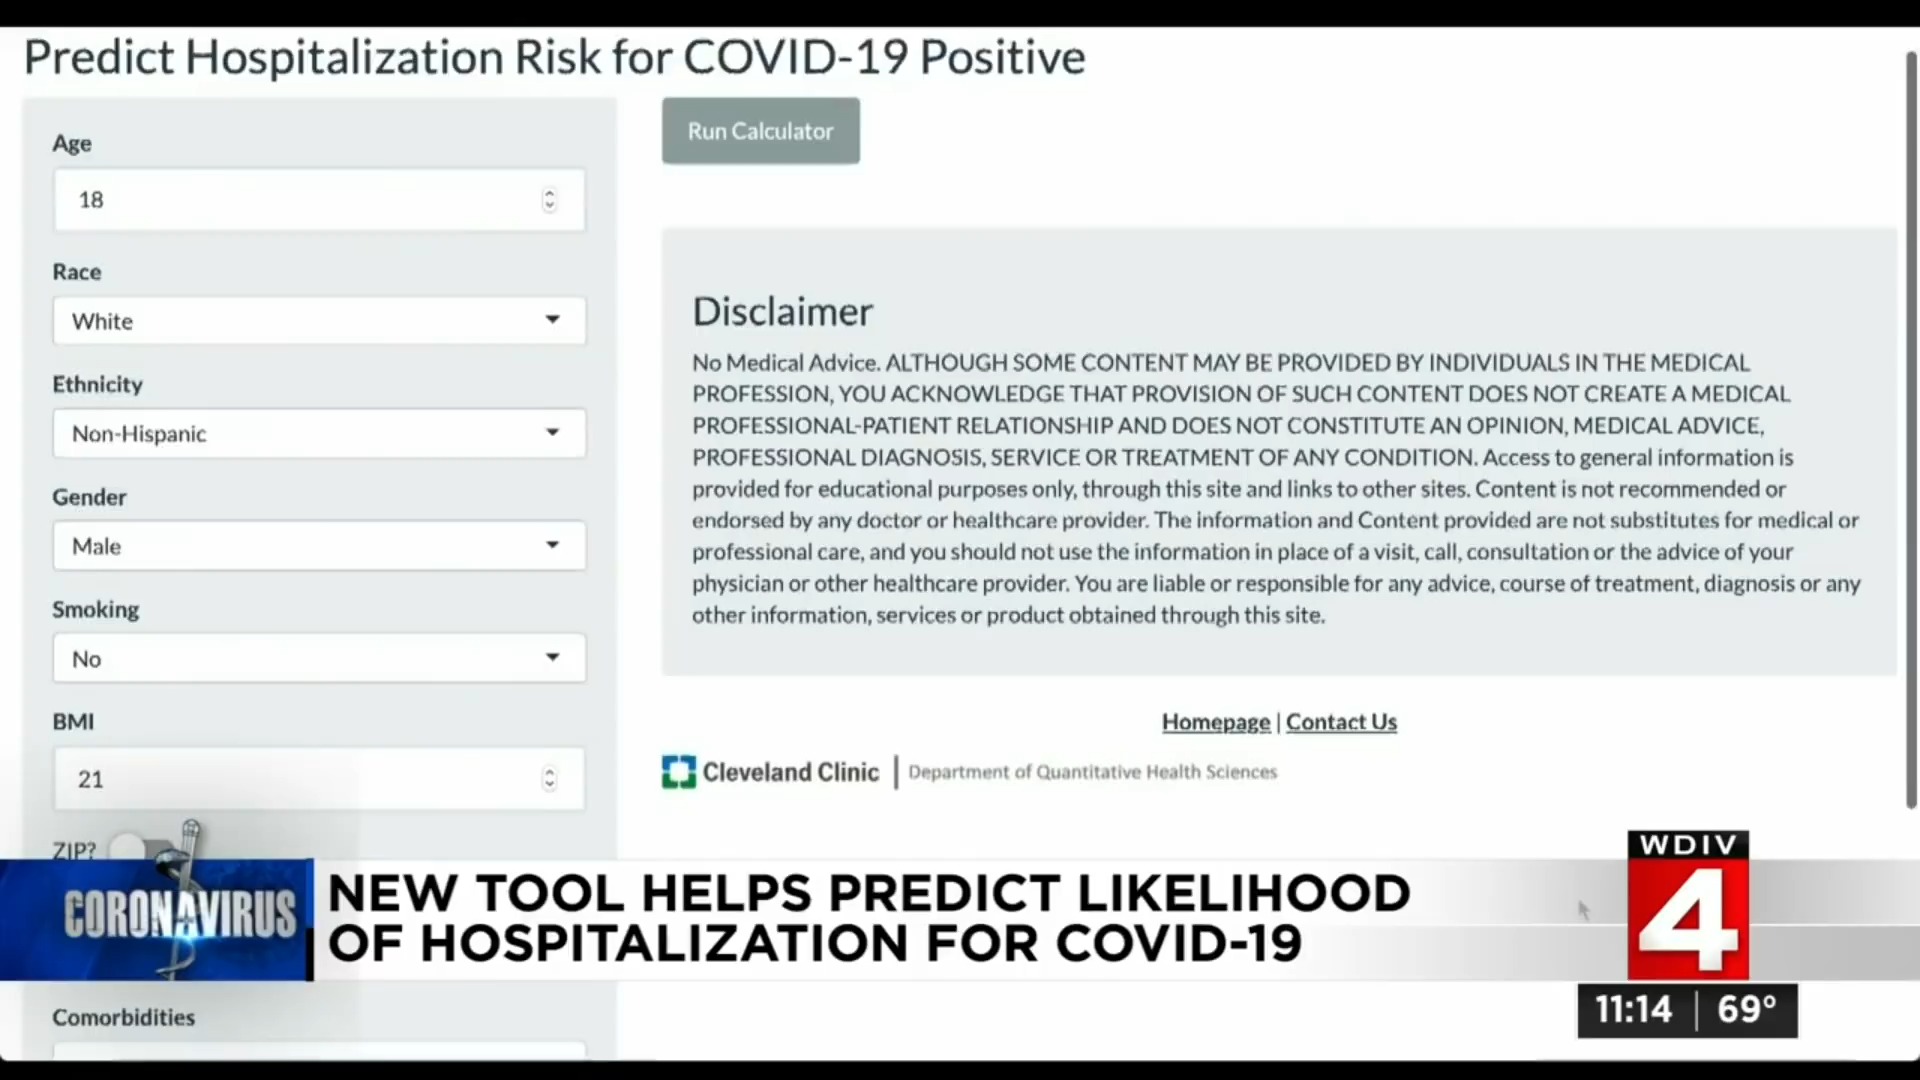 Predict Hospitalization Risk for COVID-19 Positive
Age
18
Race
White
Ethnicity
Non-Hispanic
Gender
Male
Smoking
No
BMI
21
ZIP?
Comorbidities
Run Calculator
Disclaimer
No Medical Advice. ALTHOUGH SOME CONTENT MAY BE PROVIDED BY INDIVIDUALS IN THE MEDICAL
PROFESSION, YOU ACKNOWLEDGE THAT PROVISION OF SUCH CONTENT DOES NOT CREATE A MEDICAL
PROFESSIONAL-PATIENT RELATIONSHIP AND DOES NOT CONSTITUTE AN OPINION, MEDICAL ADVICE,
PROFESSIONAL DIAGNOSIS, SERVICE OR TREATMENT OF ANY CONDITION. Access to general information is
provided for educational purposes only, through this site and links to other sites. Content is not recommended or
endorsed by any doctor or healthcare provider. The information and Content provided are not substitutes for medical or
professional care, and you should not use the information in place of a visit, call, consultation or the advice of your
physician or other healthcare provider. You are liable or responsible for any advice, course of treatment, diagnosis or any
other information, services or product obtained through this site.
Homepage | Contact Us
Cleveland Clinic | Department of Quantitative Health Sciences
CORONAVIRUS
NEW TOOL HELPS PREDICT LIKELIHOOD
OF HOSPITALIZATION FOR COVID-19
WDIV
4
11:14 | 69°